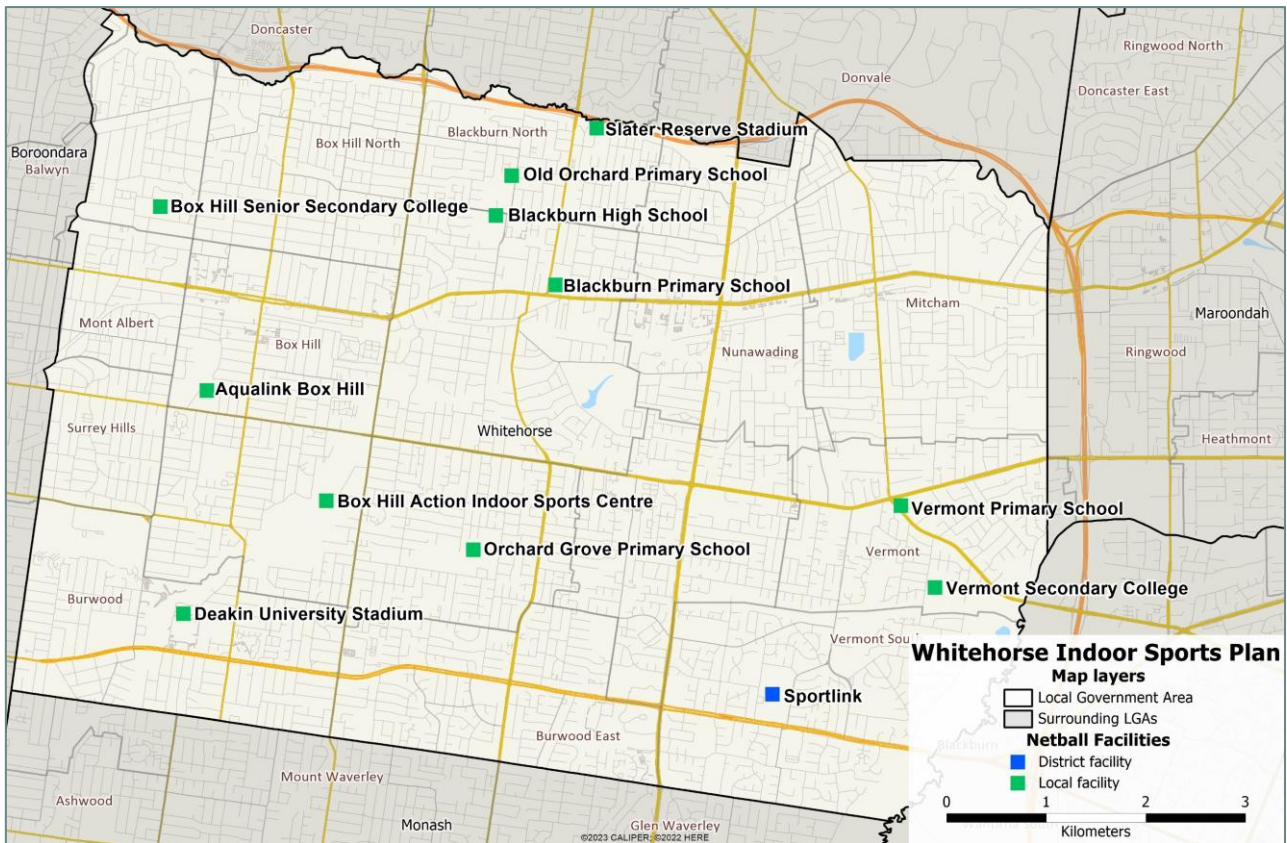 Doncaster
Ringwood North
Donvale
Doncaster East
Slater Reserve Stadium
Blackburn North
Box Hill North
Boroondara
Balwyn
Old Orchard Primary School
Box Hill Senior Secondary College
Blackburn High School
Blackburn Primary School
Mitcham
Maroondah
Mont Albert
Box Hill
Nunawading
Ringwood
Aqualink Box Hill
Surrey Hills
Whitehorse
Heathmont
Box Hill Action Indoor Sports Centre
Vermont Primary School
Orchard Grove Primary School
Vermont
Vermont Secondary College
Burwood
Deakin University Stadium
Vermont South
Sportlink
Burwood East
Mount Waverley
Ashwood
Monash
Glen Waverley
©2023 CALIPER; ©2022 HERE
Whitehorse Indoor Sports Plan
Map layers
Local Government Area
Surrounding LGAs
Netball Facilities
Blackburn
District facility
Local facility
0 1 2 3
Kilometers